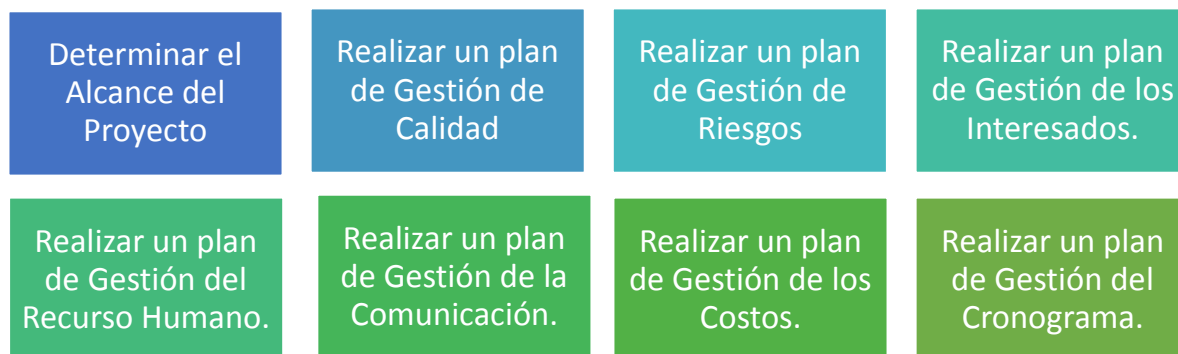 Determinar el
Alcance del
Proyecto
Realizar un plan
de Gestión de
Calidad
Realizar un plan
de Gestión de
Riesgos
Realizar un plan
de Gestión de los
Interesados.
Realizar un plan
de Gestión del
Recurso Humano.
Realizar un plan
de Gestión de la
Comunicación.
Realizar un plan
de Gestión de los
Costos.
Realizar un plan
de Gestión del
Cronograma.